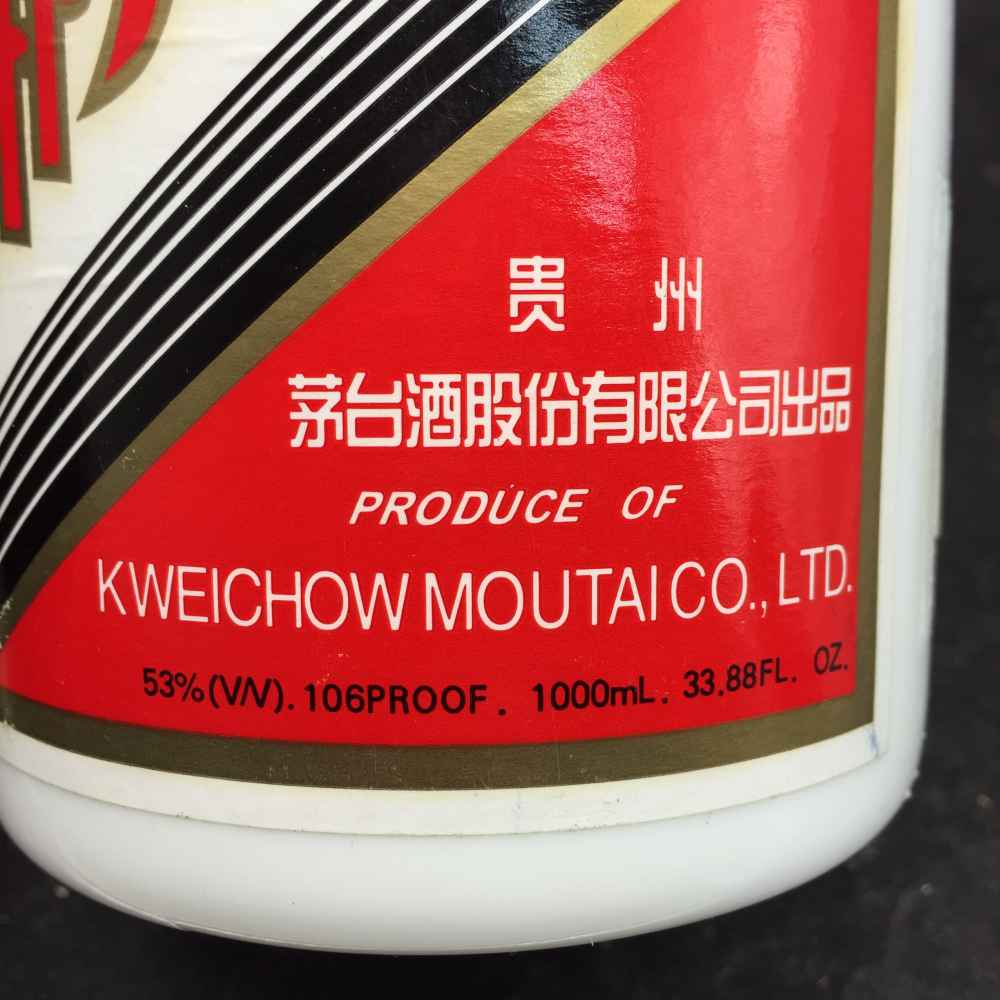 贵 州
茅台酒股份有限公司出品
PRODUCE OF
KWEICHOW MOUTAI CO., LTD.
53%(V/V). 106PROOF. 1000mL. 33.88FL. OZ.